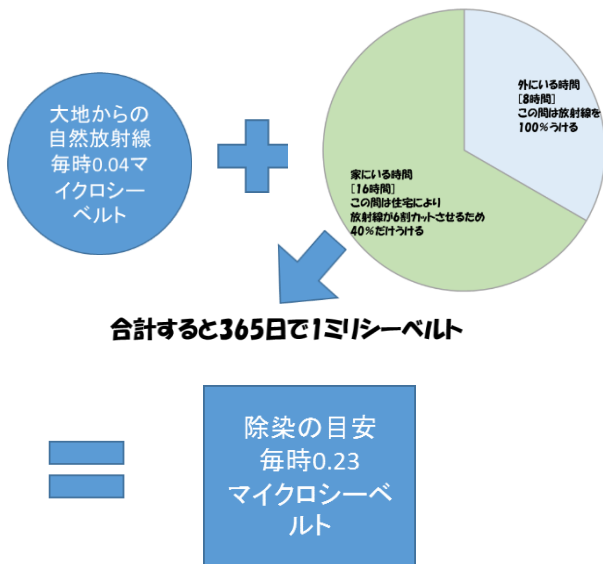 大地からの
自然放射線
毎時0.04マ
イクロシー
ベルト
外にいる時間
[8時間]
この間は放射線を
100%うける
家にいる時間
[16時間]
この間は住宅により
放射線が6割カットさせるため
40%だけうける
合計すると365日で1ミリシーベルト
除染の目安
毎時0.23
マイクロシーベ
ルト